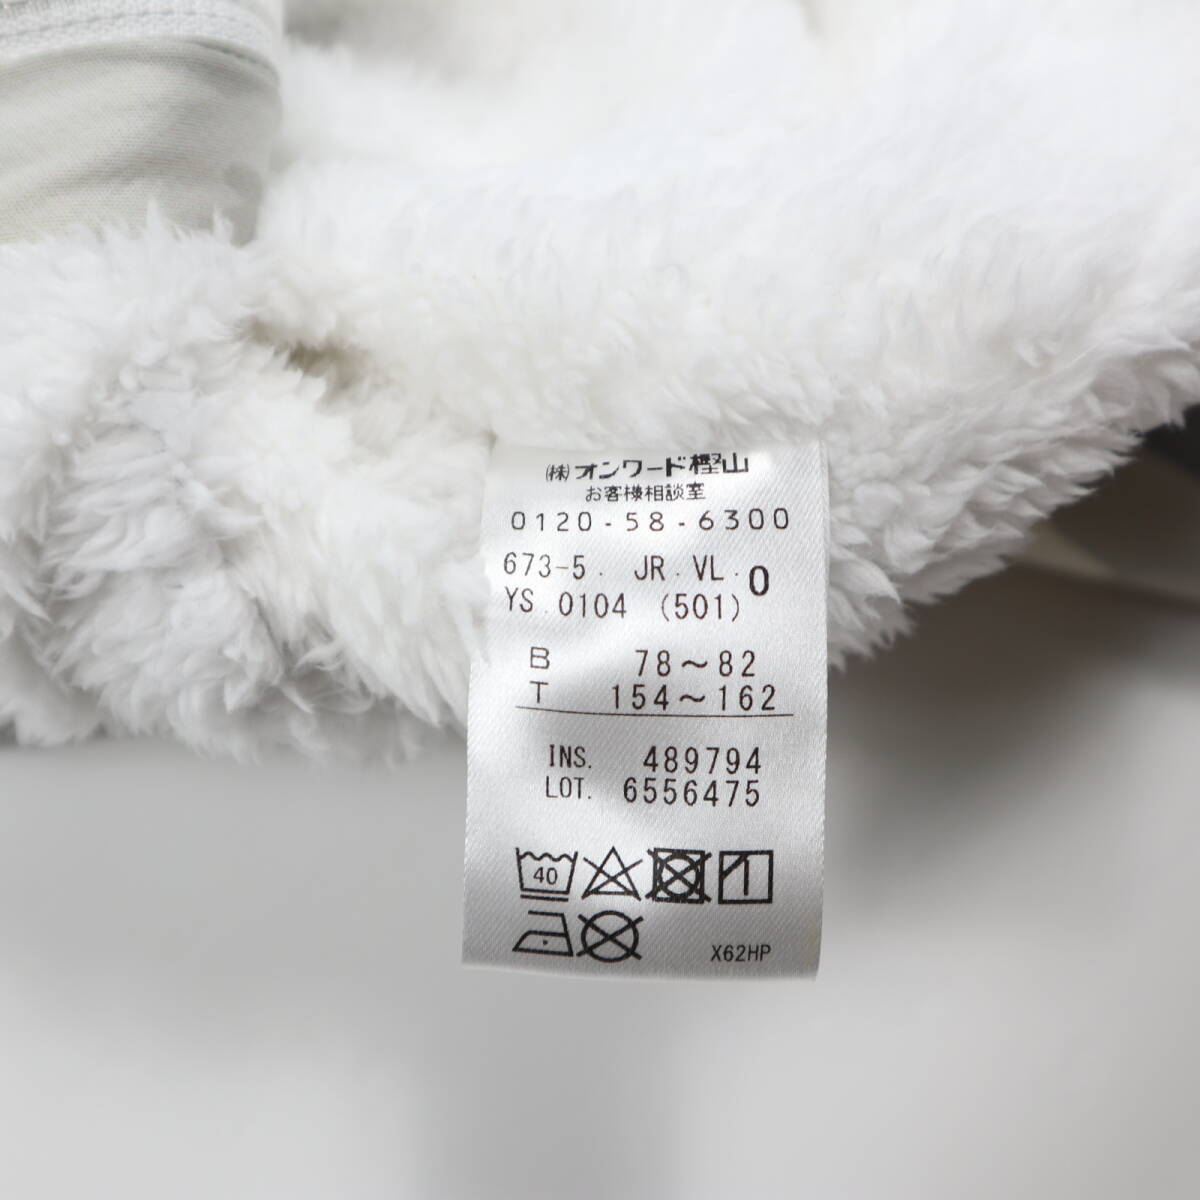 ㈱オンワード樫山
お客様相談室
0120-58-6300
673-5. JR.VL.0
YS.0104 (501)
B 78～82
T 154～162
INS. 489794
LOT. 6556475
40
X62HP